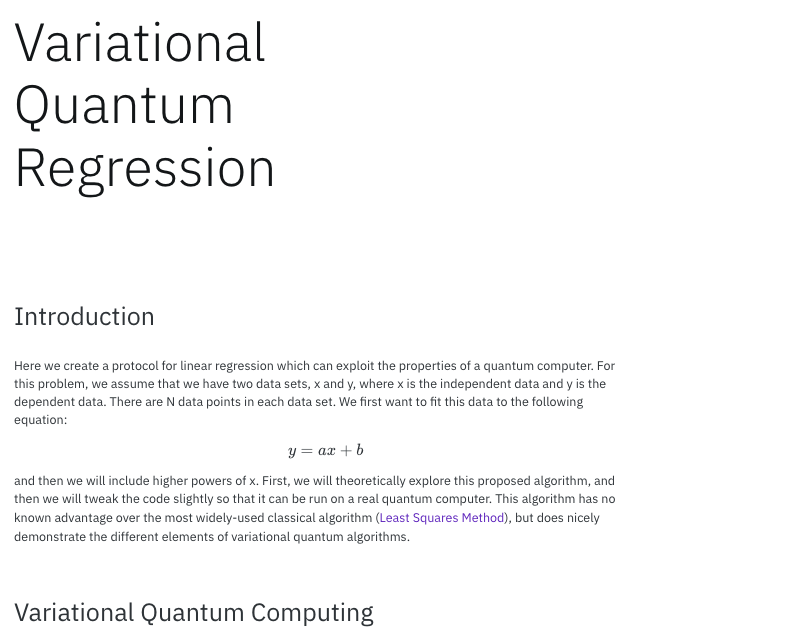 Variational
Quantum
Regression
Introduction
Here we create a protocol for linear regression which can exploit the properties of a quantum computer. For
this problem, we assume that we have two data sets, x and y, where x is the independent data and y is the
dependent data. There are N data points in each data set. We first want to fit this data to the following
equation:
y = ax + b
and then we will include higher powers of x. First, we will theoretically explore this proposed algorithm, and
then we will tweak the code slightly so that it can be run on a real quantum computer. This algorithm has no
known advantage over the most widely-used classical algorithm (Least Squares Method), but does nicely
demonstrate the different elements of variational quantum algorithms.
Variational Quantum Computing